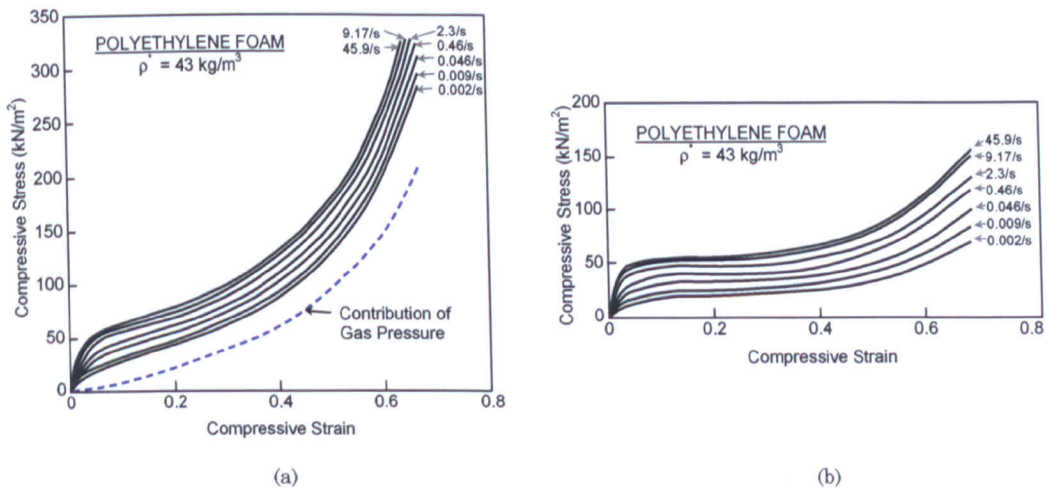 350
300
250
200
150
100
50
0
Compressive Stress (kN/m²)
POLYETHYLENE FOAM
ρ* = 43 kg/m³
9.17/s
45.9/s
2.3/s
0.46/s
0.046/s
0.009/s
0.002/s
Contribution of
Gas Pressure
0 0.2 0.4 0.6 0.8
Compressive Strain
(a)
200
150
100
50
0
Compressive Stress (kN/m²)
POLYETHYLENE FOAM
ρ* = 43 kg/m³
45.9/s
9.17/s
2.3/s
0.46/s
0.046/s
0.009/s
0.002/s
0 0.2 0.4 0.6 0.8
Compressive Strain
(b)